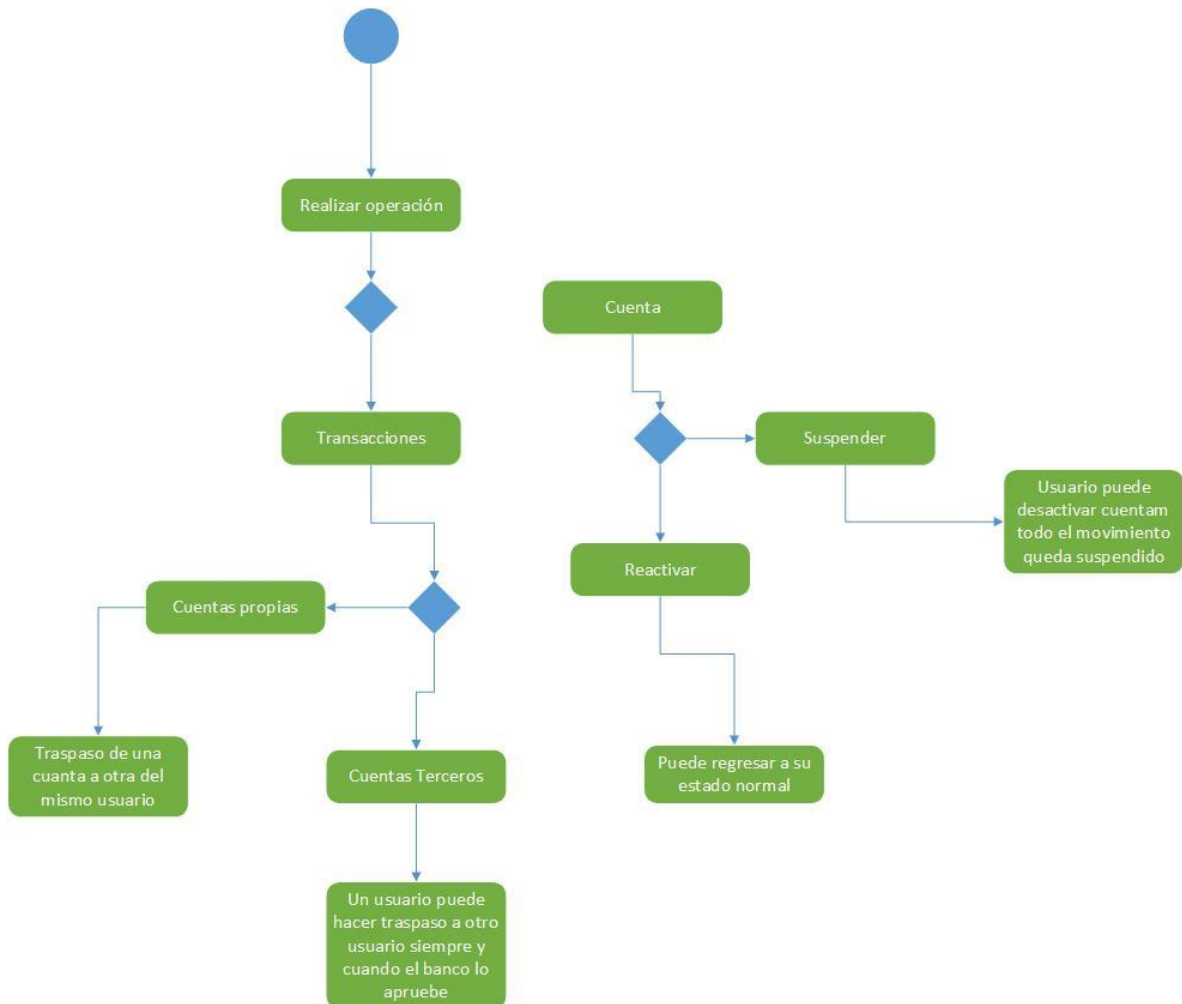 Realizar operación
Cuenta
Transacciones
Suspender
Usuario puede
desactivar cuentam
todo el movimiento
queda suspendido
Reactivar
Cuentas propias
Traspaso de una
cuanta a otra del
mismo usuario
Cuentas Terceros
Puede regresar a su
estado normal
Un usuario puede
hacer traspaso a otro
usuario siempre y
cuando el banco lo
apruebe